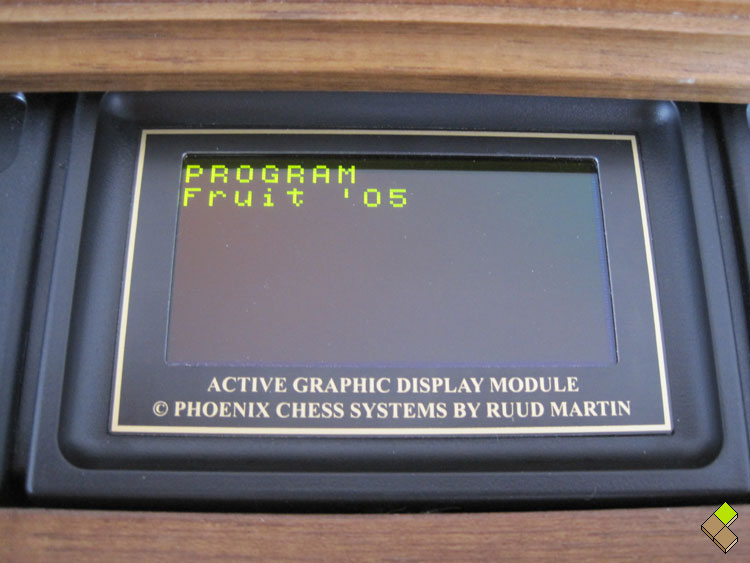 PROGRAM
Fruit '05
ACTIVE GRAPHIC DISPLAY MODULE
© PHOENIX CHESS SYSTEMS BY RUUD MARTIN